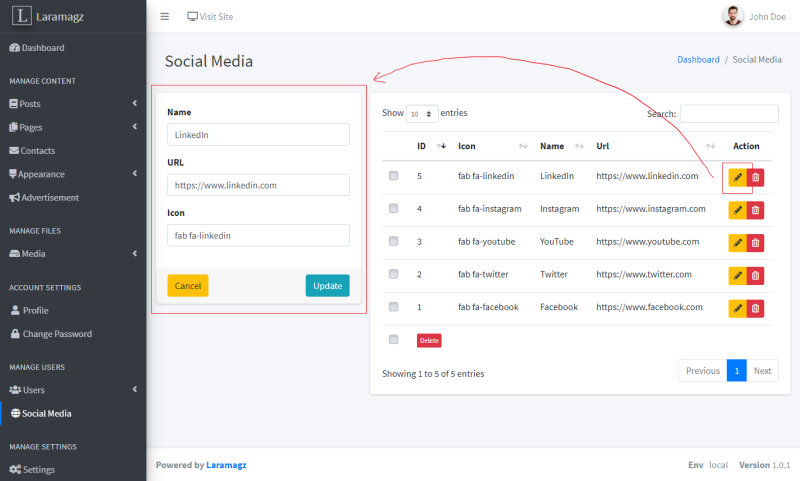 L Laramagz
Visit Site
John Doe
Dashboard
MANAGE CONTENT
Posts
Pages
Contacts
Appearance
Advertisement
MANAGE FILES
Media
ACCOUNT SETTINGS
Profile
Change Password
MANAGE USERS
Users
Social Media
MANAGE SETTINGS
Settings
Social Media
Dashboard / Social Media
Name
LinkedIn
URL
https://www.linkedin.com
Icon
fab fa-linkedin
Cancel Update
Show 10 entries Search:
ID Icon Name Url Action
5 fab fa-linkedin LinkedIn https://www.linkedin.com
4 fab fa-instagram Instagram https://www.instagram.com
3 fab fa-youtube YouTube https://www.youtube.com
2 fab fa-twitter Twitter https://www.twitter.com
1 fab fa-facebook Facebook https://www.facebook.com
Delete
Showing 1 to 5 of 5 entries
Previous 1 Next
Powered by Laramagz
Env local Version 1.0.1